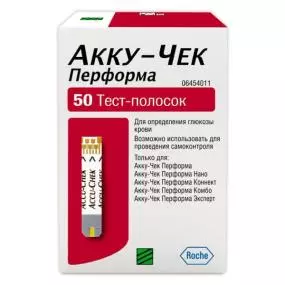 АККУ-ЧЕК
Перформа
06454011
50 Тест-полосок
Для определения глюкозы
крови
Возможно использовать для
проведения самоконтроля
Только для:
Акку-Чек Перформа
Акку-Чек Перформа Нано
Акку-Чек Перформа Коннект
Акку-Чек Перформа Комбо
Акку-Чек Перформа Эксперт
ACCU-CHEK
ACCU-CHEK
Roche